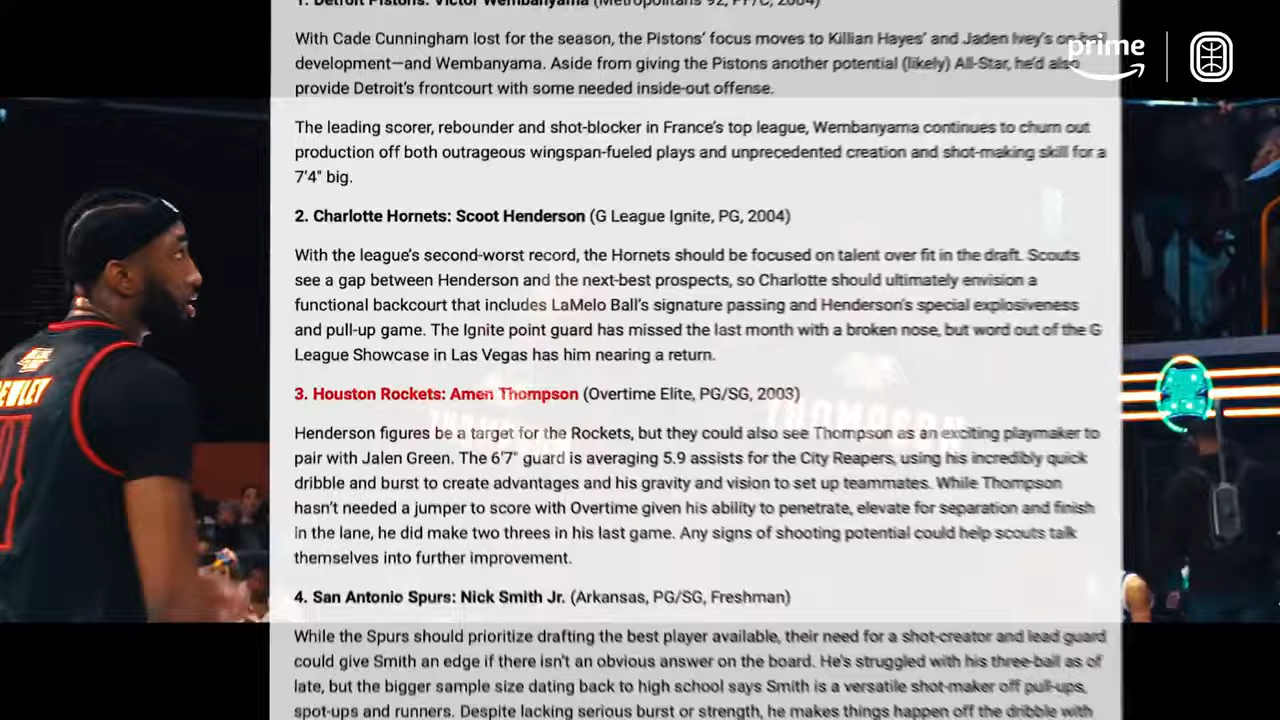 1. Detroit Pistons: Victor Wembanyama (Metropolitans 92, PF/C, 2004)
With Cade Cunningham lost for the season, the Pistons' focus moves to Killian Hayes' and Jaden Ivey's
prime
development—and Wembanyama. Aside from giving the Pistons another potential (likely) All-Star, he'd also
provide Detroit's frontcourt with some needed inside-out offense.
The leading scorer, rebounder and shot-blocker in France's top league, Wembanyama continues to churn out
production off both outrageous wingspan-fueled plays and unprecedented creation and shot-making skill for a
7'4" big.
2. Charlotte Hornets: Scoot Henderson (G League Ignite, PG, 2004)
With the league's second-worst record, the Hornets should be focused on talent over fit in the draft. Scouts
see a gap between Henderson and the next-best prospects, so Charlotte should ultimately envision a
functional backcourt that includes LaMelo Ball's signature passing and Henderson's special explosiveness
and pull-up game. The Ignite point guard has missed the last month with a broken nose, but word out of the G
League Showcase in Las Vegas has him nearing a return.
3. Houston Rockets: Amen Thompson (Overtime Elite, PG/SG, 2003)
THOMPSON
Henderson figures be a target for the Rockets, but they could also see Thompson as an exciting playmaker to
pair with Jalen Green. The 6'7" guard is averaging 5.9 assists for the City Reapers, using his incredibly quick
dribble and burst to create advantages and his gravity and vision to set up teammates. While Thompson
hasn't needed a jumper to score with Overtime given his ability to penetrate, elevate for separation and finish
in the lane, he did make two threes in his last game. Any signs of shooting potential could help scouts talk
themselves into further improvement.
4. San Antonio Spurs: Nick Smith Jr. (Arkansas, PG/SG, Freshman)
While the Spurs should prioritize drafting the best player available, their need for a shot-creator and lead guard
could give Smith an edge if there isn't an obvious answer on the board. He's struggled with his three-ball as of
late, but the bigger sample size dating back to high school says Smith is a versatile shot-maker off pull-ups,
spot-ups and runners. Despite lacking serious burst or strength, he makes things happen off the dribble with